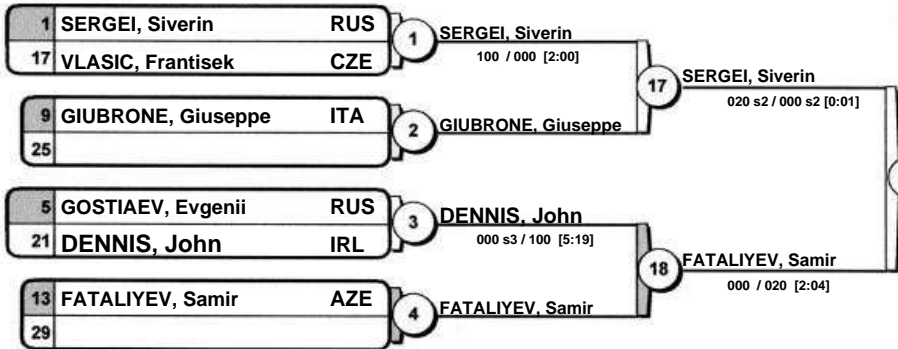 1 SERGEI, Siverin RUS
17 VLASIC, Frantisek CZE
1
SERGEI, Siverin
100 / 000 [2:00]
9 GIUBRONE, Giuseppe ITA
25
2
GIUBRONE, Giuseppe
17
SERGEI, Siverin
020 s2 / 000 s2 [0:01]
5 GOSTIAEV, Evgenii RUS
21 DENNIS, John IRL
3
DENNIS, John
000 s3 / 100 [5:19]
13 FATALIYEV, Samir AZE
29
4
FATALIYEV, Samir
18
FATALIYEV, Samir
000 / 020 [2:04]